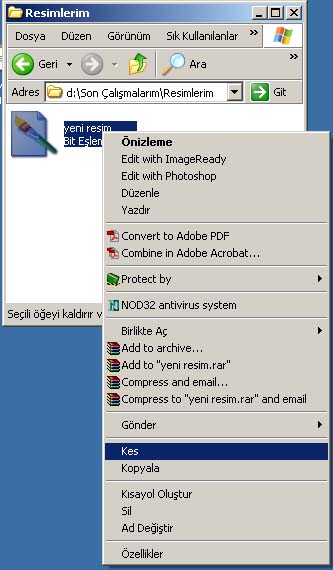 Resimlerim
Dosya Düzen Görünüm Sık Kullanılanlar »
Geri Ara »
Adres d:\Son Çalışmalarım\Resimlerim Git
yeni resim
Bit Eşlem
Önizleme
Edit with ImageReady
Edit with Photoshop
Düzenle
Yazdır
Convert to Adobe PDF
Combine in Adobe Acrobat...
Protect by
NOD32 antivirus system
Birlikte Aç
Add to archive...
Add to "yeni resim.rar"
Compress and email...
Compress to "yeni resim.rar" and email
Gönder
Kes
Kopyala
Kısayol Oluştur
Sil
Ad Değiştir
Özellikler
Seçili öğeyi kaldırır v